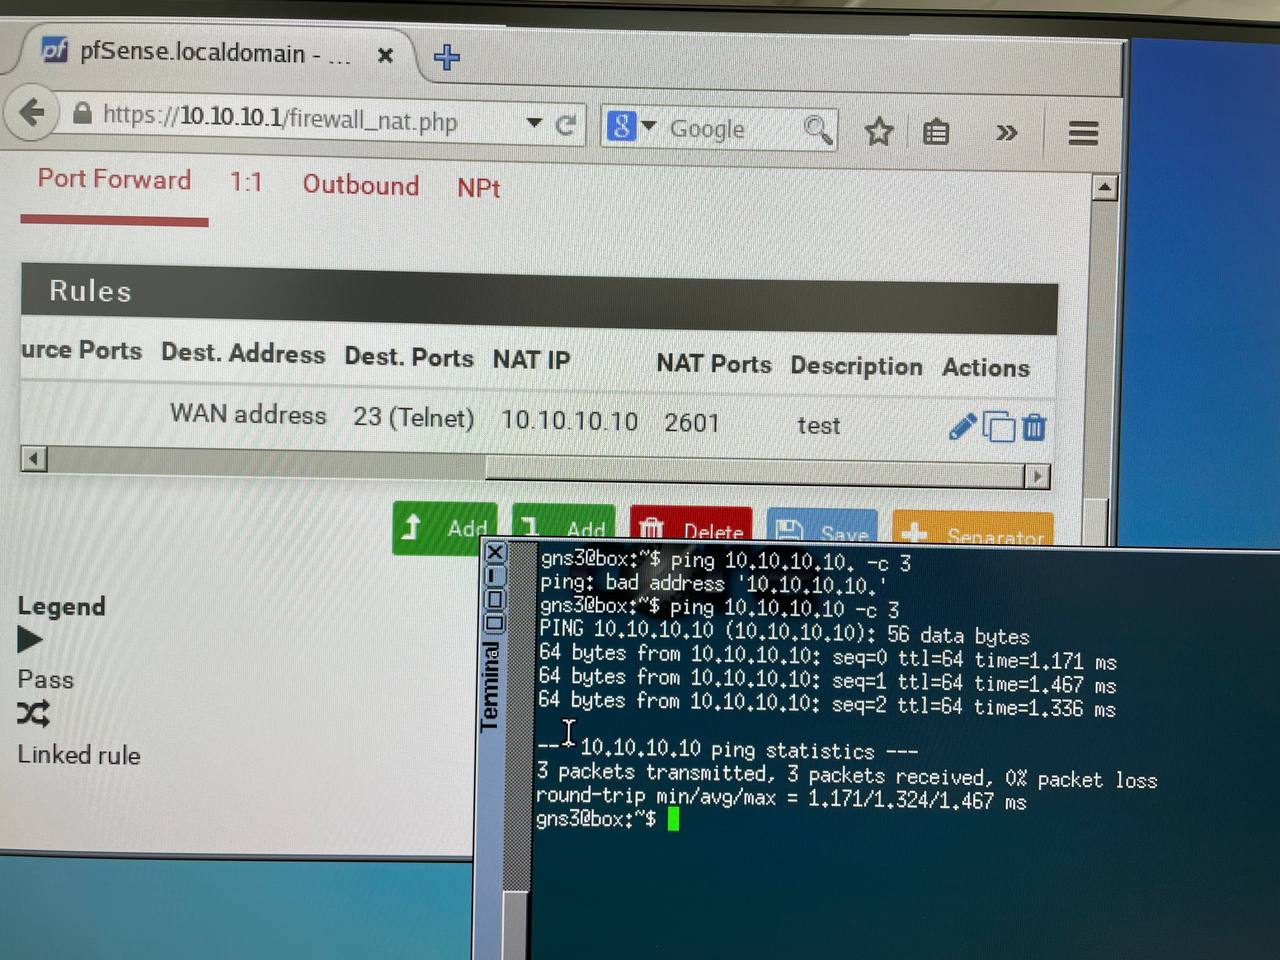 pf pfSense.localdomain - ...
https://10.10.10.1/firewall_nat.php
8 Google
Port Forward 1:1 Outbound NPt
Rules
urce Ports Dest. Address Dest. Ports NAT IP NAT Ports Description Actions
WAN address 23 (Telnet) 10.10.10.10 2601 test
Add Add Delete Save Separator
Legend
Pass
Linked rule
Terminal
gns3@box:~$ ping 10.10.10.10. -c 3
ping: bad address '10.10.10.10.'
gns3@box:~$ ping 10.10.10.10 -c 3
PING 10.10.10.10 (10.10.10.10): 56 data bytes
64 bytes from 10.10.10.10: seq=0 ttl=64 time=1.171 ms
64 bytes from 10.10.10.10: seq=1 ttl=64 time=1.467 ms
64 bytes from 10.10.10.10: seq=2 ttl=64 time=1.336 ms
--- 10.10.10.10 ping statistics ---
3 packets transmitted, 3 packets received, 0% packet loss
round-trip min/avg/max = 1.171/1.324/1.467 ms
gns3@box:~$